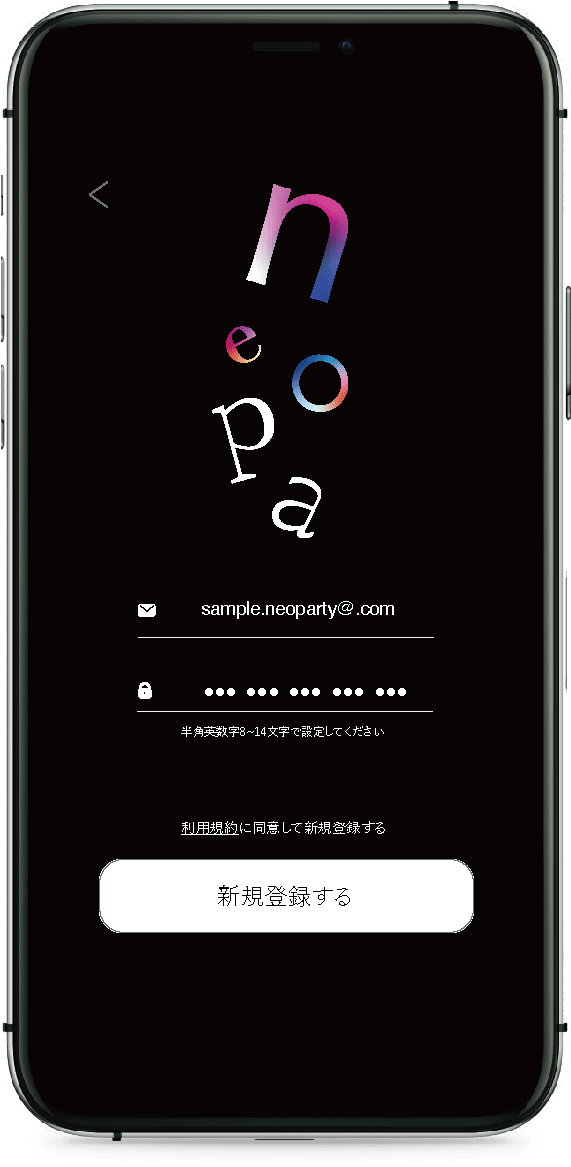 n
e
o
p
a
sample.neoparty@.com
••• ••• ••• ••• •••
半角英数字8~14文字で設定してください
利用規約に同意して新規登録する
新規登録する